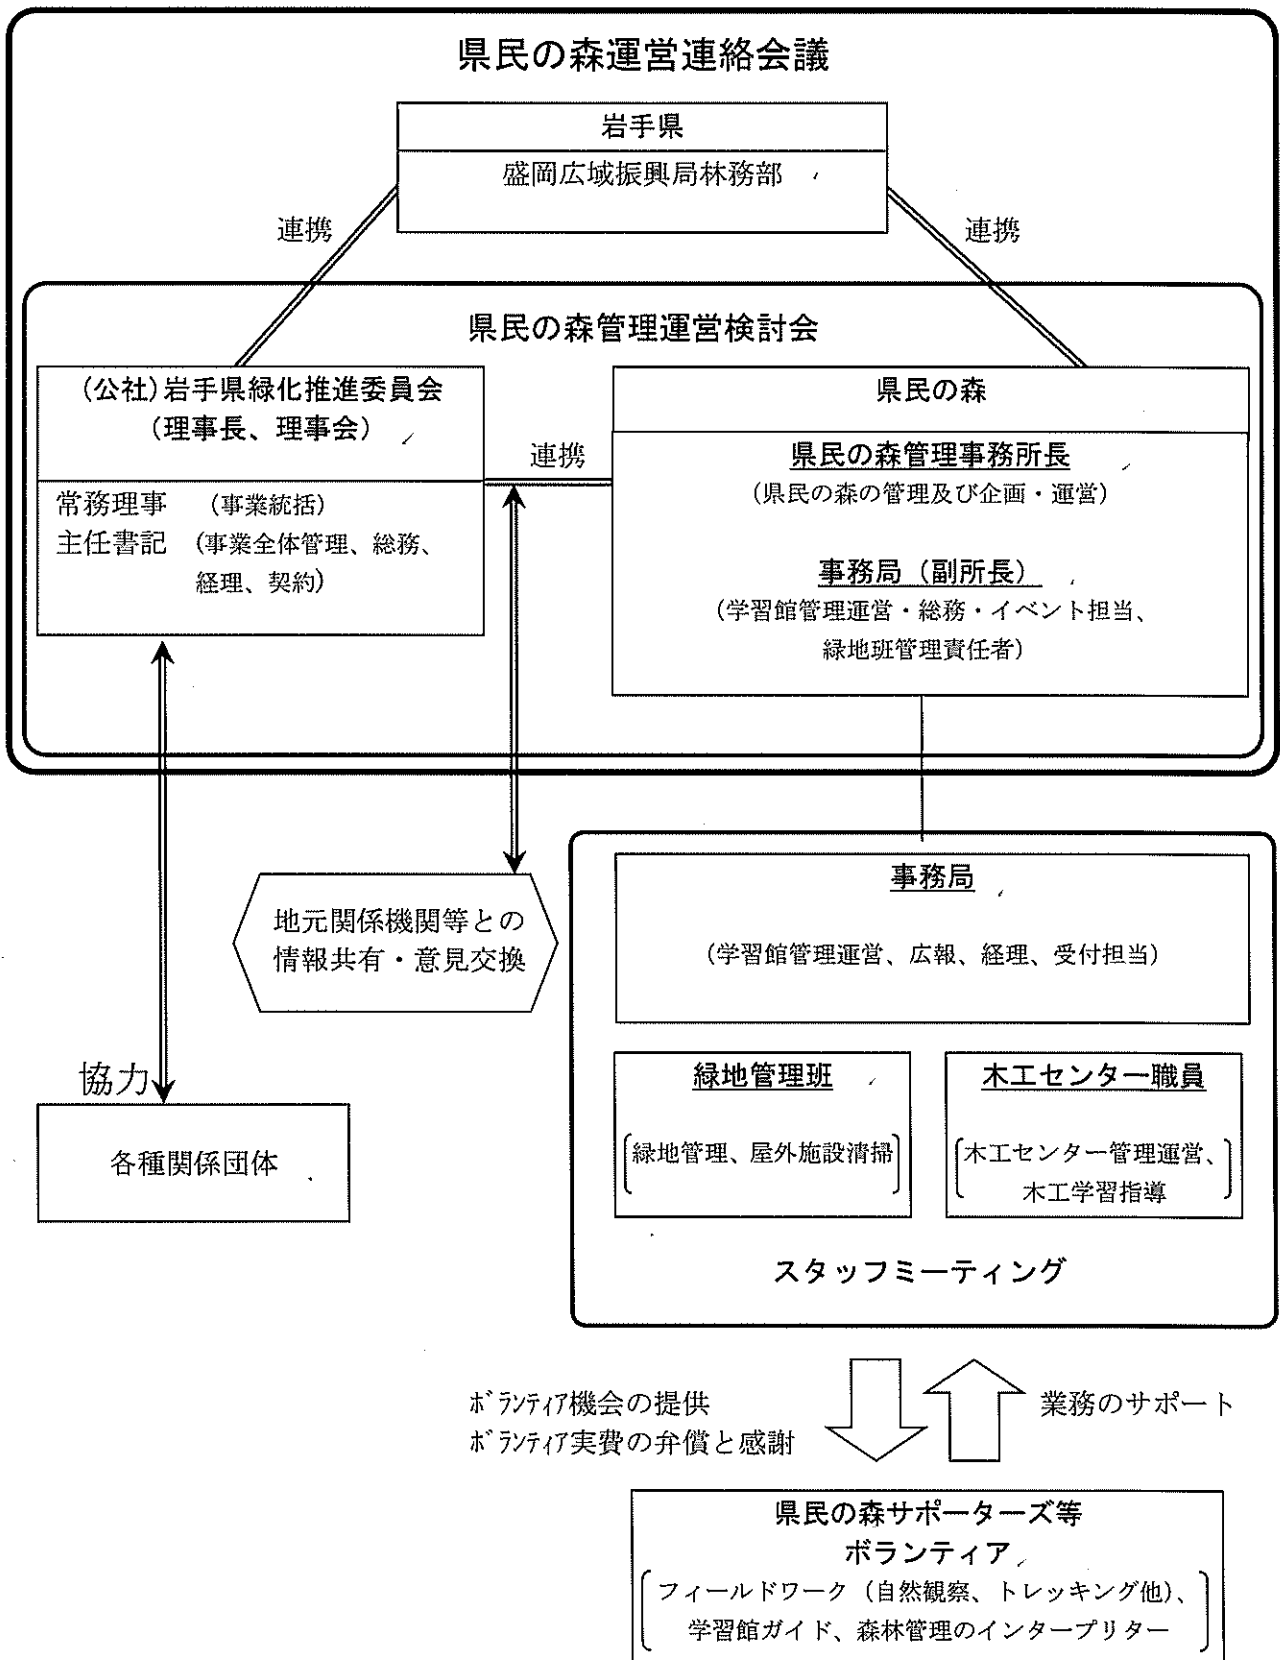 県民の森運営連絡会議
岩手県
盛岡広域振興局林務部
連携
連携
県民の森管理運営検討会
(公社)岩手県緑化推進委員会
(理事長、理事会)
常務理事 (事業統括)
主任書記 (事業全体管理、総務、
経理、契約)
連携
県民の森
県民の森管理事務所長
(県民の森の管理及び企画・運営)
事務局(副所長)
(学習館管理運営・総務・イベント担当、
緑地班管理責任者)
地元関係機関等との
情報共有・意見交換
協力
各種関係団体
事務局
(学習館管理運営、広報、経理、受付担当)
緑地管理班
緑地管理、屋外施設清掃
木工センター職員
木工センター管理運営、
木工学習指導
スタッフミーティング
ボランティア機会の提供
ボランティア実費の弁償と感謝
業務のサポート
県民の森サポーターズ等
ボランティア
フィールドワーク(自然観察、トレッキング他)、
学習館ガイド、森林管理のインタープリター